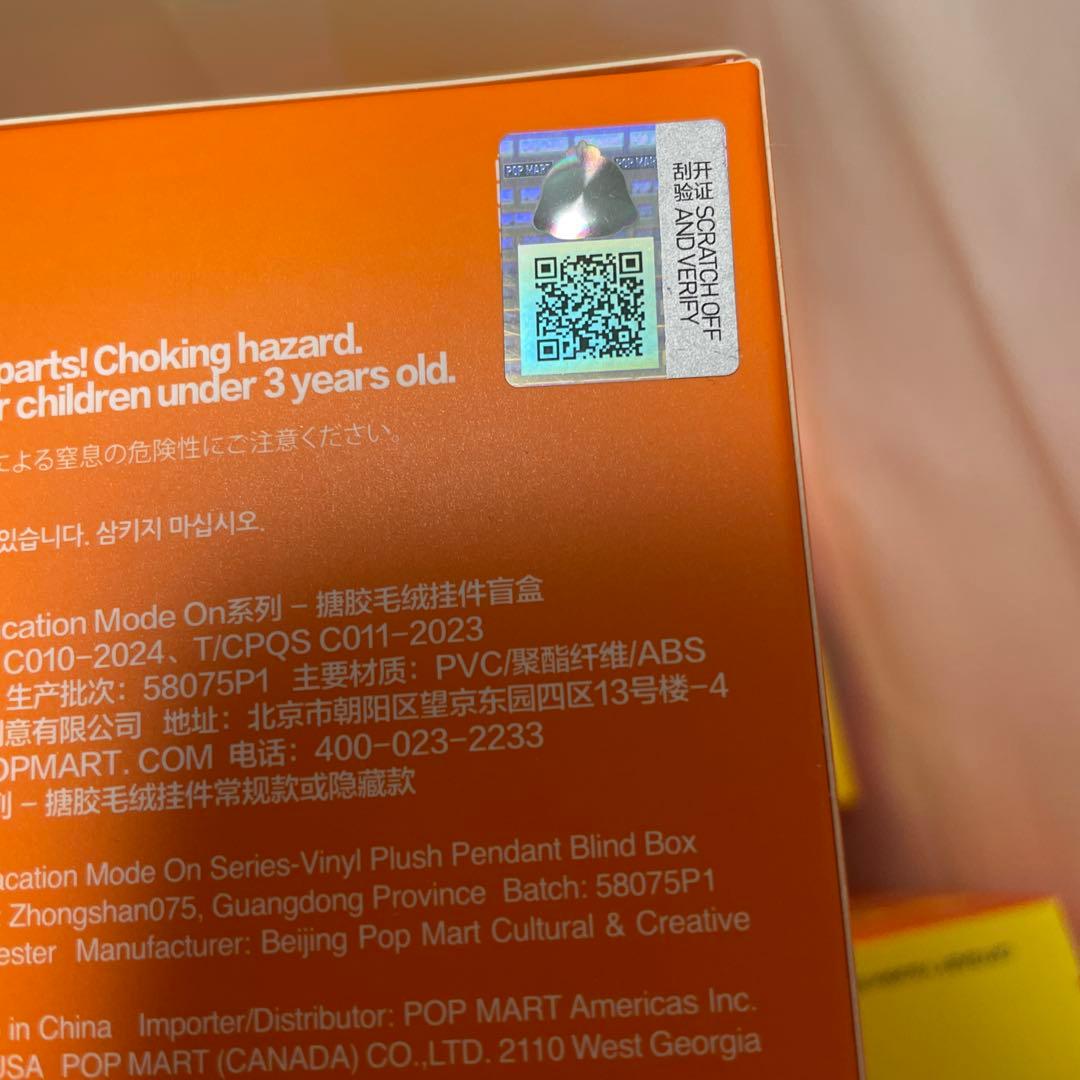 POP MART
POP MAR
开 证 SCRATCH OFF
刮 验 AND VERIFY
parts! Choking hazard.
r children under 3 years old.
による窒息の危険性にご注意ください。
있습니다. 삼키지 마십시오.
cation Mode On系列 – 搪胶毛绒挂件盲盒
C010–2024、T/CPQS C011–2023
生产批次：58075P1 主要材质：PVC/聚酯纤维/ABS
创意有限公司 地址：北京市朝阳区望京东园四区13号楼–4
OPMART. COM 电话：400–023–2233
列 – 搪胶毛绒挂件常规款或隐藏款
acation Mode On Series-Vinyl Plush Pendant Blind Box
: Zhongshan075, Guangdong Province Batch: 58075P1
ester Manufacturer: Beijing Pop Mart Cultural & Creative
in China Importer/Distributor: POP MART Americas Inc.
USA POP MART (CANADA) CO.,LTD. 2110 West Georgia